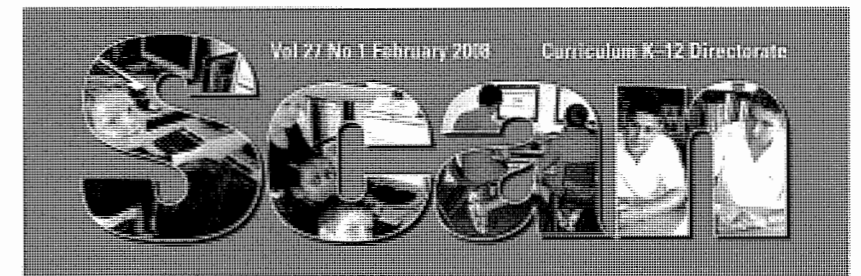 Vol 27 No 1 February 2008 Curriculum K–12 Directorate
Scan